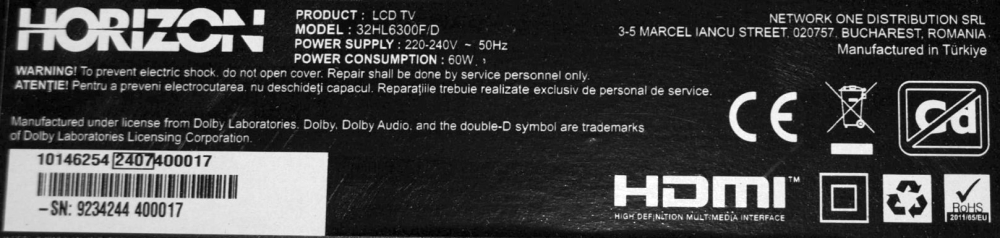 HORIZON
PRODUCT : LCD TV
MODEL : 32HL6300F/D
POWER SUPPLY : 220-240V ~ 50Hz
POWER CONSUMPTION : 60W
NETWORK ONE DISTRIBUTION SRL
3-5 MARCEL IANCU STREET, 020757, BUCHAREST, ROMANIA
Manufactured in Türkiye
WARNING! To prevent electric shock, do not open cover. Repair shall be done by service personnel only.
ATENŢIE! Pentru a preveni electrocutarea, nu deschideți capacul. Reparațiile trebuie realizate exclusiv de personal de service.
Manufactured under license from Dolby Laboratories. Dolby, Dolby Audio, and the double-D symbol are trademarks
of Dolby Laboratories Licensing Corporation.
CE
Cd
10146254 2407400017
–SN: 9234244 400017
HDMI™
HIGH DEFINITION MULTIMEDIA INTERFACE
RoHS
2011/65/EU